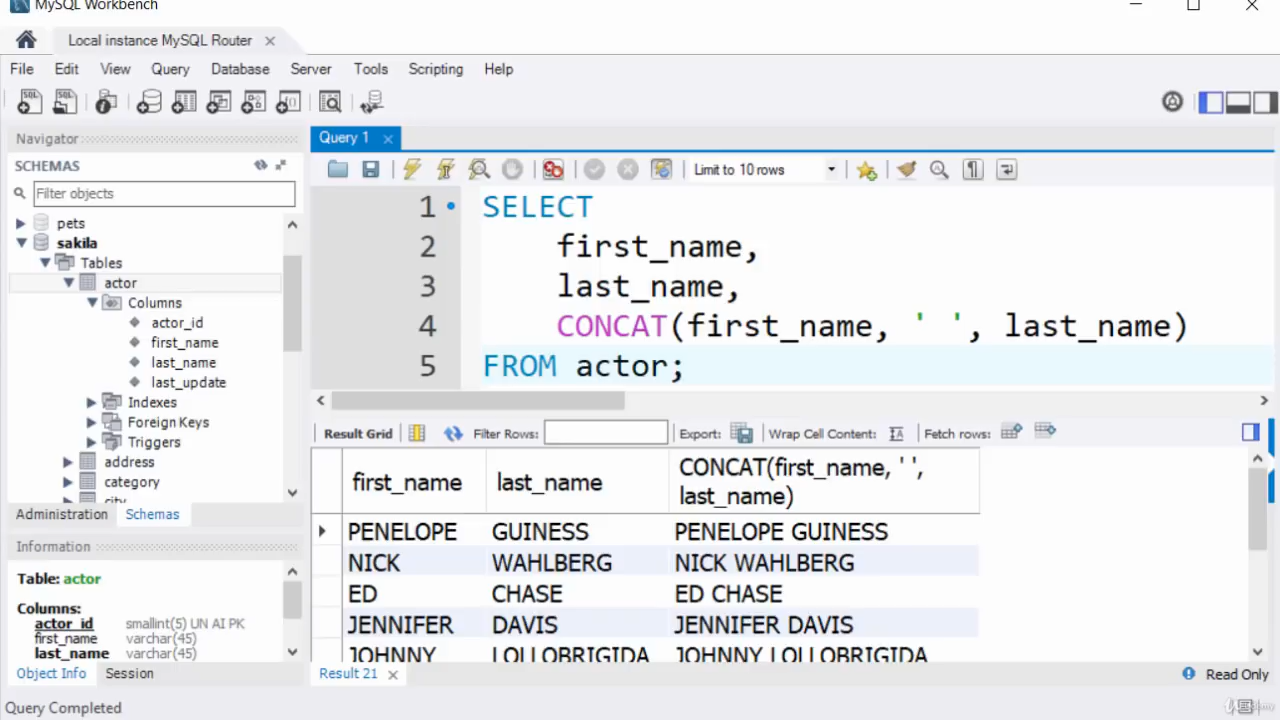 MySQL Workbench
Local instance MySQL Router
File Edit View Query Database Server Tools Scripting Help
Navigator
SCHEMAS
Filter objects
pets
sakila
Tables
actor
Columns
actor_id
first_name
last_name
last_update
Indexes
Foreign Keys
Triggers
address
category
city
Administration Schemas
Information
Table: actor
Columns:
actor_id smallint(5) UN AI PK
first_name varchar(45)
last_name varchar(45)
Object Info Session
Query Completed
Query 1
Limit to 10 rows
1 SELECT
2 first_name,
3 last_name,
4 CONCAT(first_name, ' ', last_name)
5 FROM actor;
Result Grid Filter Rows: Export: Wrap Cell Content: Fetch rows:
first_name last_name CONCAT(first_name, ' ',
last_name)
PENELOPE GUINESS PENELOPE GUINESS
NICK WAHLBERG NICK WAHLBERG
ED CHASE ED CHASE
JENNIFER DAVIS JENNIFER DAVIS
JOHNNY LOLLOBRIGIDA JOHNNY LOLLOBRIGIDA
Result 21 Read Only